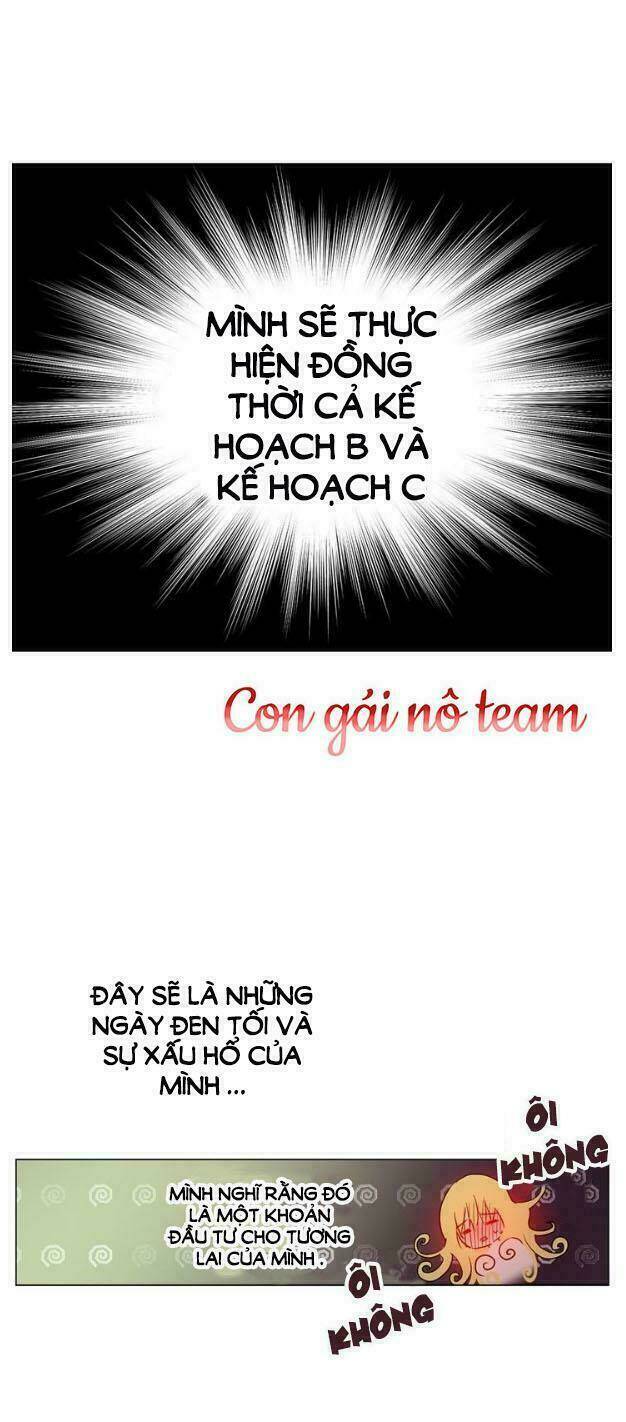 MÌNH SẼ THỰC
HIỆN ĐỒNG
THỜI CẢ KẾ
HOẠCH B VÀ
KẾ HOẠCH C
Con gái nô team
ĐÂY SẼ LÀ NHỮNG
NGÀY ĐEN TỐI VÀ
SỰ XẤU HỔ CỦA
MÌNH ...
ÔI
KHÔNG
MÌNH NGHĨ RẰNG ĐÓ
LÀ MỘT KHOẢN
ĐẦU TƯ CHO TƯƠNG
LAI CỦA MÌNH .
ÔI
KHÔNG